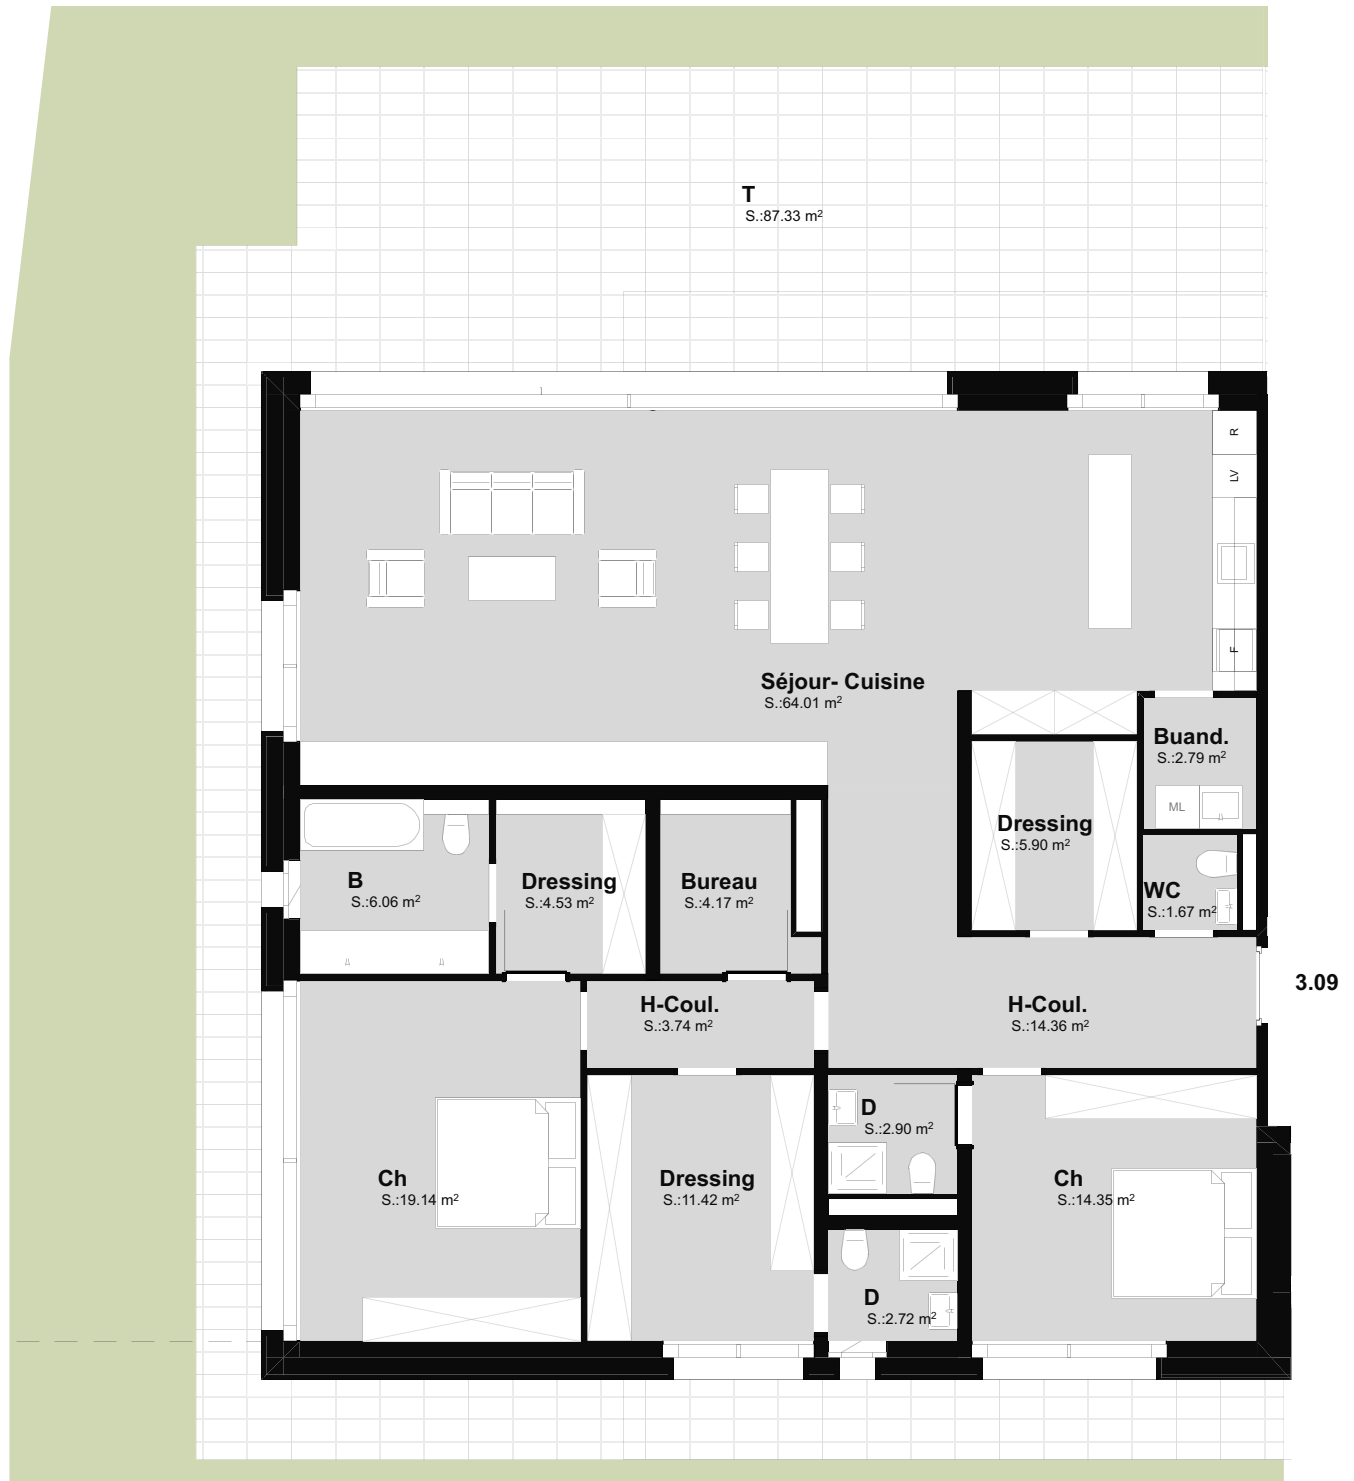 T
S.:87.33 m²
R
LV
F
Séjour- Cuisine
S.:64.01 m²
Buand.
S.:2.79 m²
ML
Dressing
S.:5.90 m²
B
S.:6.06 m²
Dressing
S.:4.53 m²
Bureau
S.:4.17 m²
WC
S.:1.67 m²
3.09
H-Coul.
S.:3.74 m²
H-Coul.
S.:14.36 m²
D
S.:2.90 m²
Ch
S.:19.14 m²
Dressing
S.:11.42 m²
Ch
S.:14.35 m²
D
S.:2.72 m²